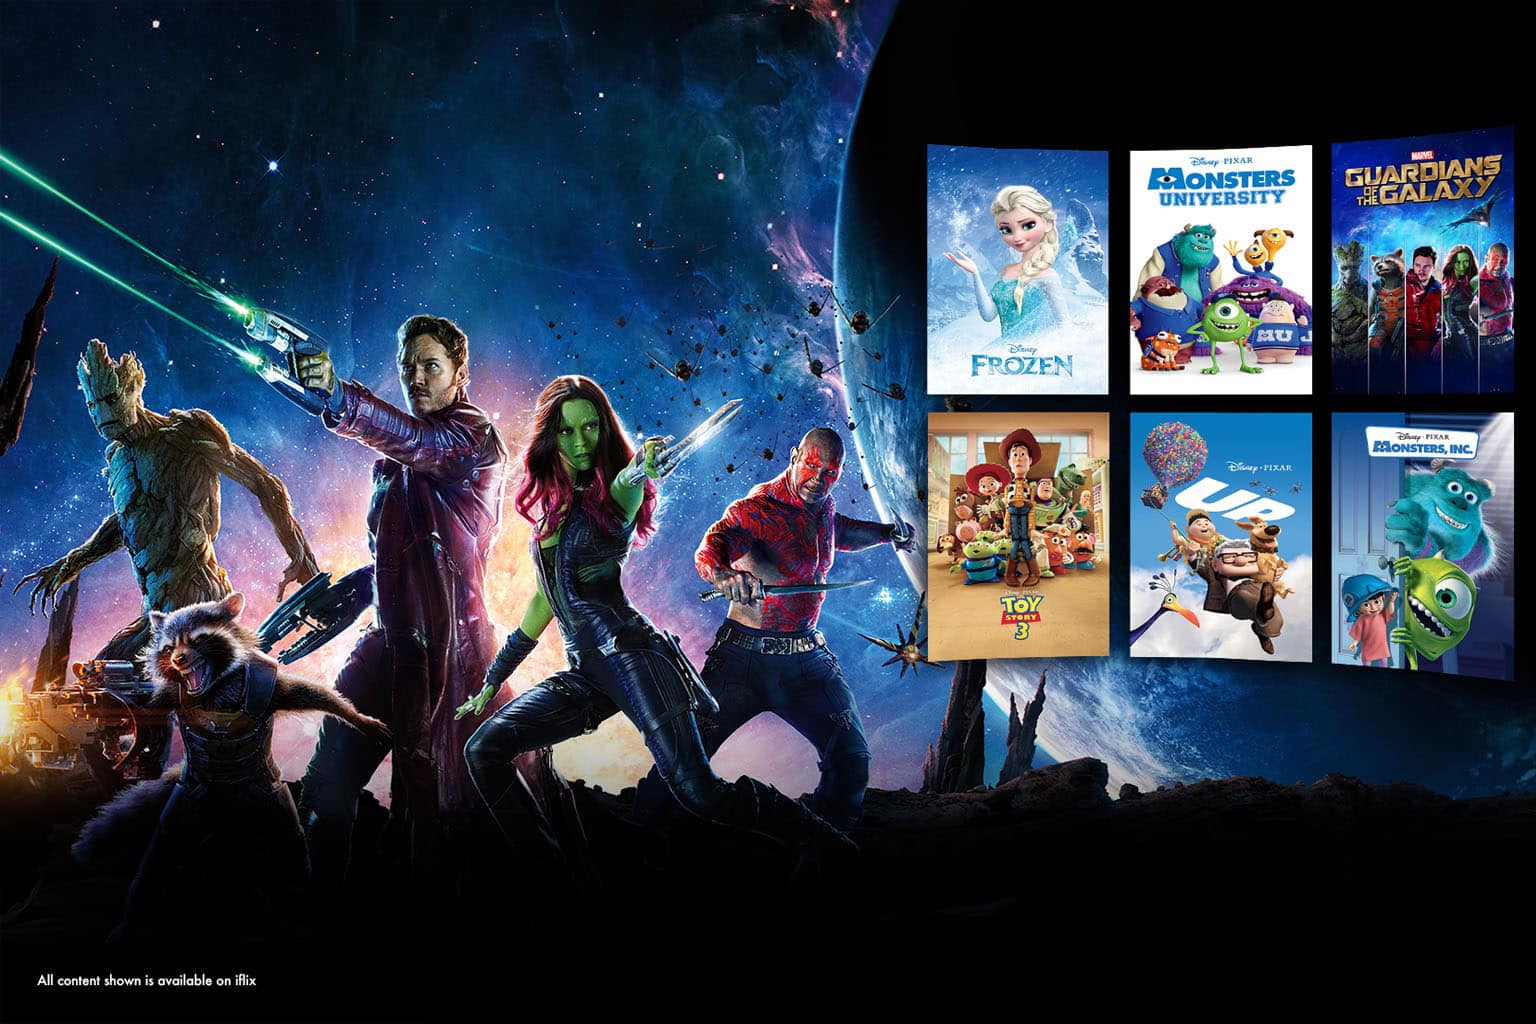 Disney
FROZEN
Disney · PIXAR
MONSTERS
UNIVERSITY
MU
MARVEL
GUARDIANS
OF
THE GALAXY
TOY
STORY
3
Disney · PIXAR
UP
Disney · PIXAR
MONSTERS, INC.
All content shown is available on iflix